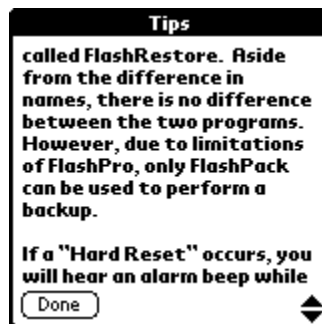 Tips
called FlashRestore. Aside
from the difference in
names, there is no difference
between the two programs.
However, due to limitations
of FlashPro, only FlashPack
can be used to perform a
backup.
If a "Hard Reset" occurs, you
will hear an alarm beep while
Done